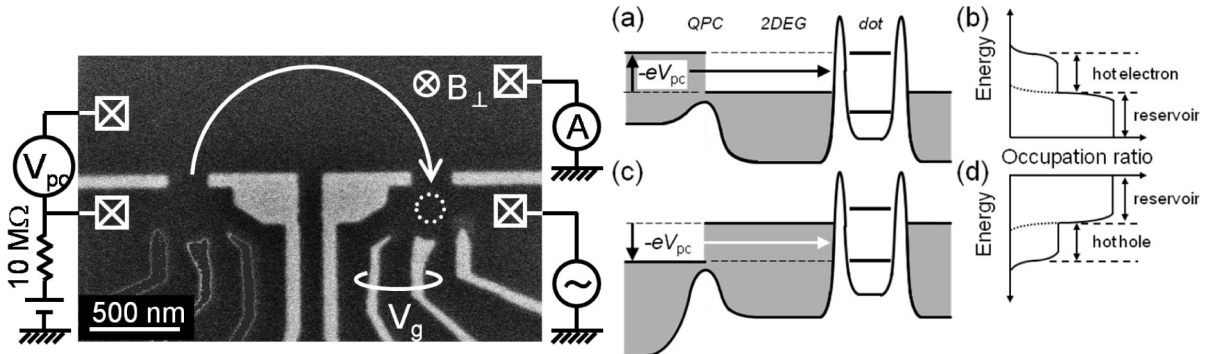 V_pc
10 MΩ
B⊥
A
~
V_g
500 nm
(a)
QPC
2DEG
dot
-eV_pc
(b)
Energy
hot electron
reservoir
Occupation ratio
(c)
-eV_pc
(d)
Energy
reservoir
hot hole